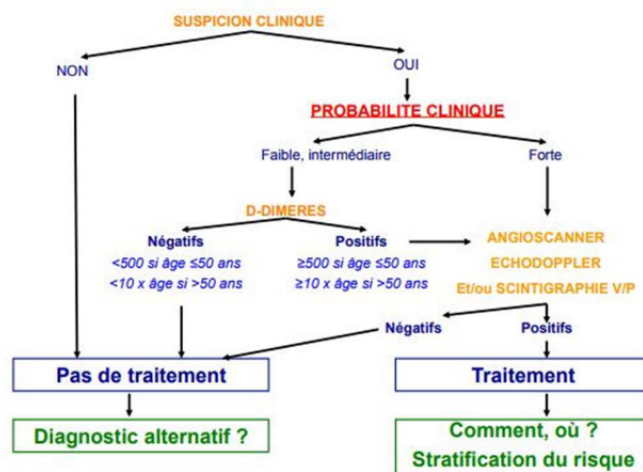 SUSPICION CLINIQUE
NON
OUI
PROBABILITE CLINIQUE
Faible, intermédiaire
Forte
D-DIMERES
Négatifs
<500 si âge ≤50 ans
<10 x âge si >50 ans
Positifs
≥500 si âge ≤50 ans
≥10 x âge si >50 ans
ANGIOSCANNER
ECHODOPPLER
Et/ou SCINTIGRAPHIE V/P
Négatifs
Positifs
Pas de traitement
Traitement
Diagnostic alternatif ?
Comment, où ?
Stratification du risque